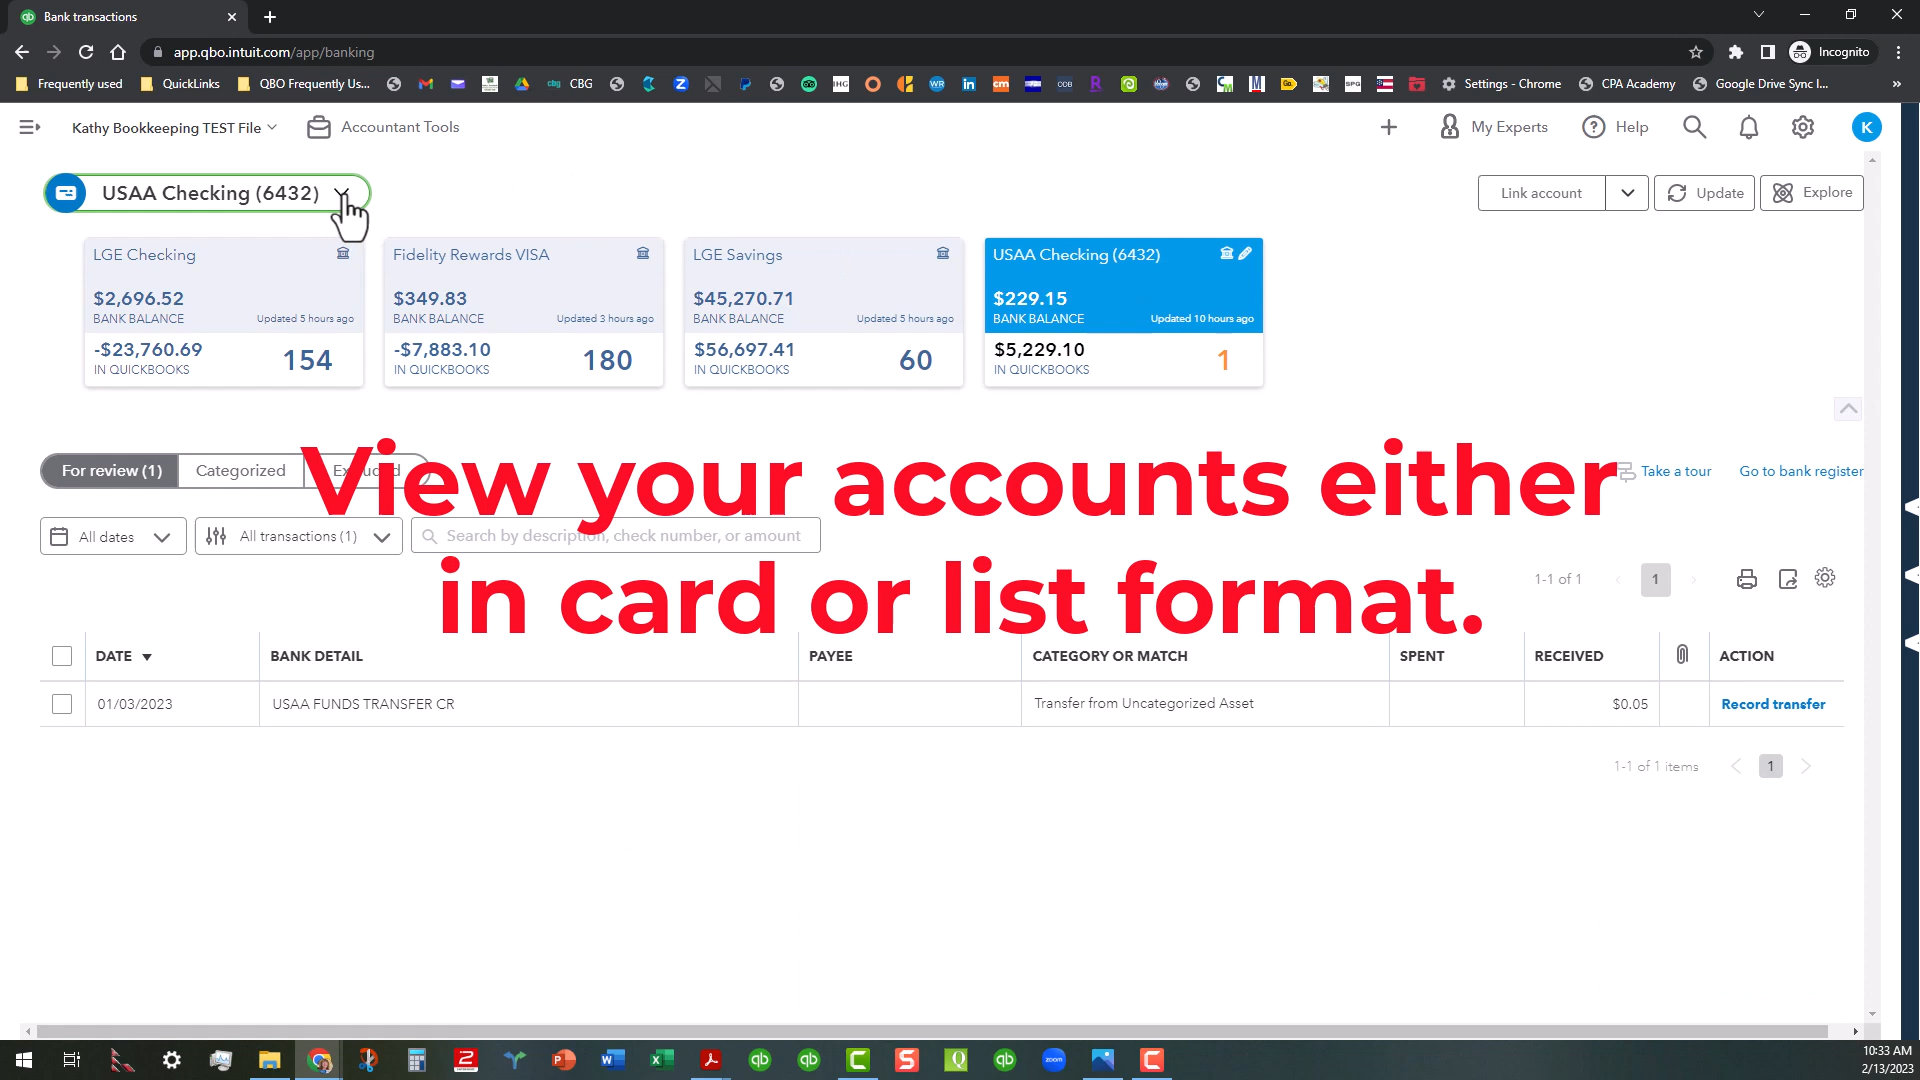 Bank transactions
app.qbo.intuit.com/app/banking
Incognito
Frequently used
QuickLinks
QBO Frequently Us...
CBG
Settings - Chrome
CPA Academy
Google Drive Sync I...
Kathy Bookkeeping TEST File
Accountant Tools
My Experts
Help
K
USAA Checking (6432)
Link account
Update
Explore
LGE Checking
$2,696.52
BANK BALANCE
Updated 5 hours ago
-$23,760.69
IN QUICKBOOKS
154
Fidelity Rewards VISA
$349.83
BANK BALANCE
Updated 3 hours ago
-$7,883.10
IN QUICKBOOKS
180
LGE Savings
$45,270.71
BANK BALANCE
Updated 5 hours ago
$56,697.41
IN QUICKBOOKS
60
USAA Checking (6432)
$229.15
BANK BALANCE
Updated 10 hours ago
$5,229.10
IN QUICKBOOKS
1
View your accounts either
in card or list format.
For review (1)
Categorized
Excluded
Take a tour
Go to bank register
All dates
All transactions (1)
Search by description, check number, or amount
1-1 of 1
1
DATE
BANK DETAIL
PAYEE
CATEGORY OR MATCH
SPENT
RECEIVED
ACTION
01/03/2023
USAA FUNDS TRANSFER CR
Transfer from Uncategorized Asset
$0.05
Record transfer
1-1 of 1 items
1
10:33 AM
2/13/2023